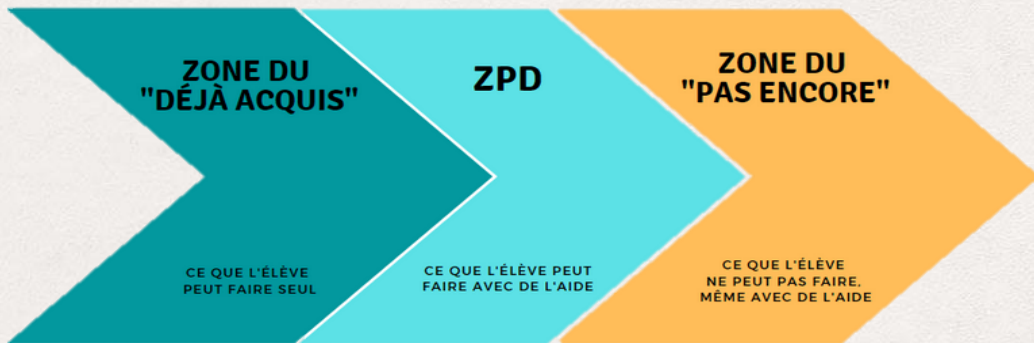 ZONE DU
"DÉJÀ ACQUIS"
CE QUE L'ÉLÈVE
PEUT FAIRE SEUL
ZPD
CE QUE L'ÉLÈVE PEUT
FAIRE AVEC DE L'AIDE
ZONE DU
"PAS ENCORE"
CE QUE L'ÉLÈVE
NE PEUT PAS FAIRE,
MÊME AVEC DE L'AIDE